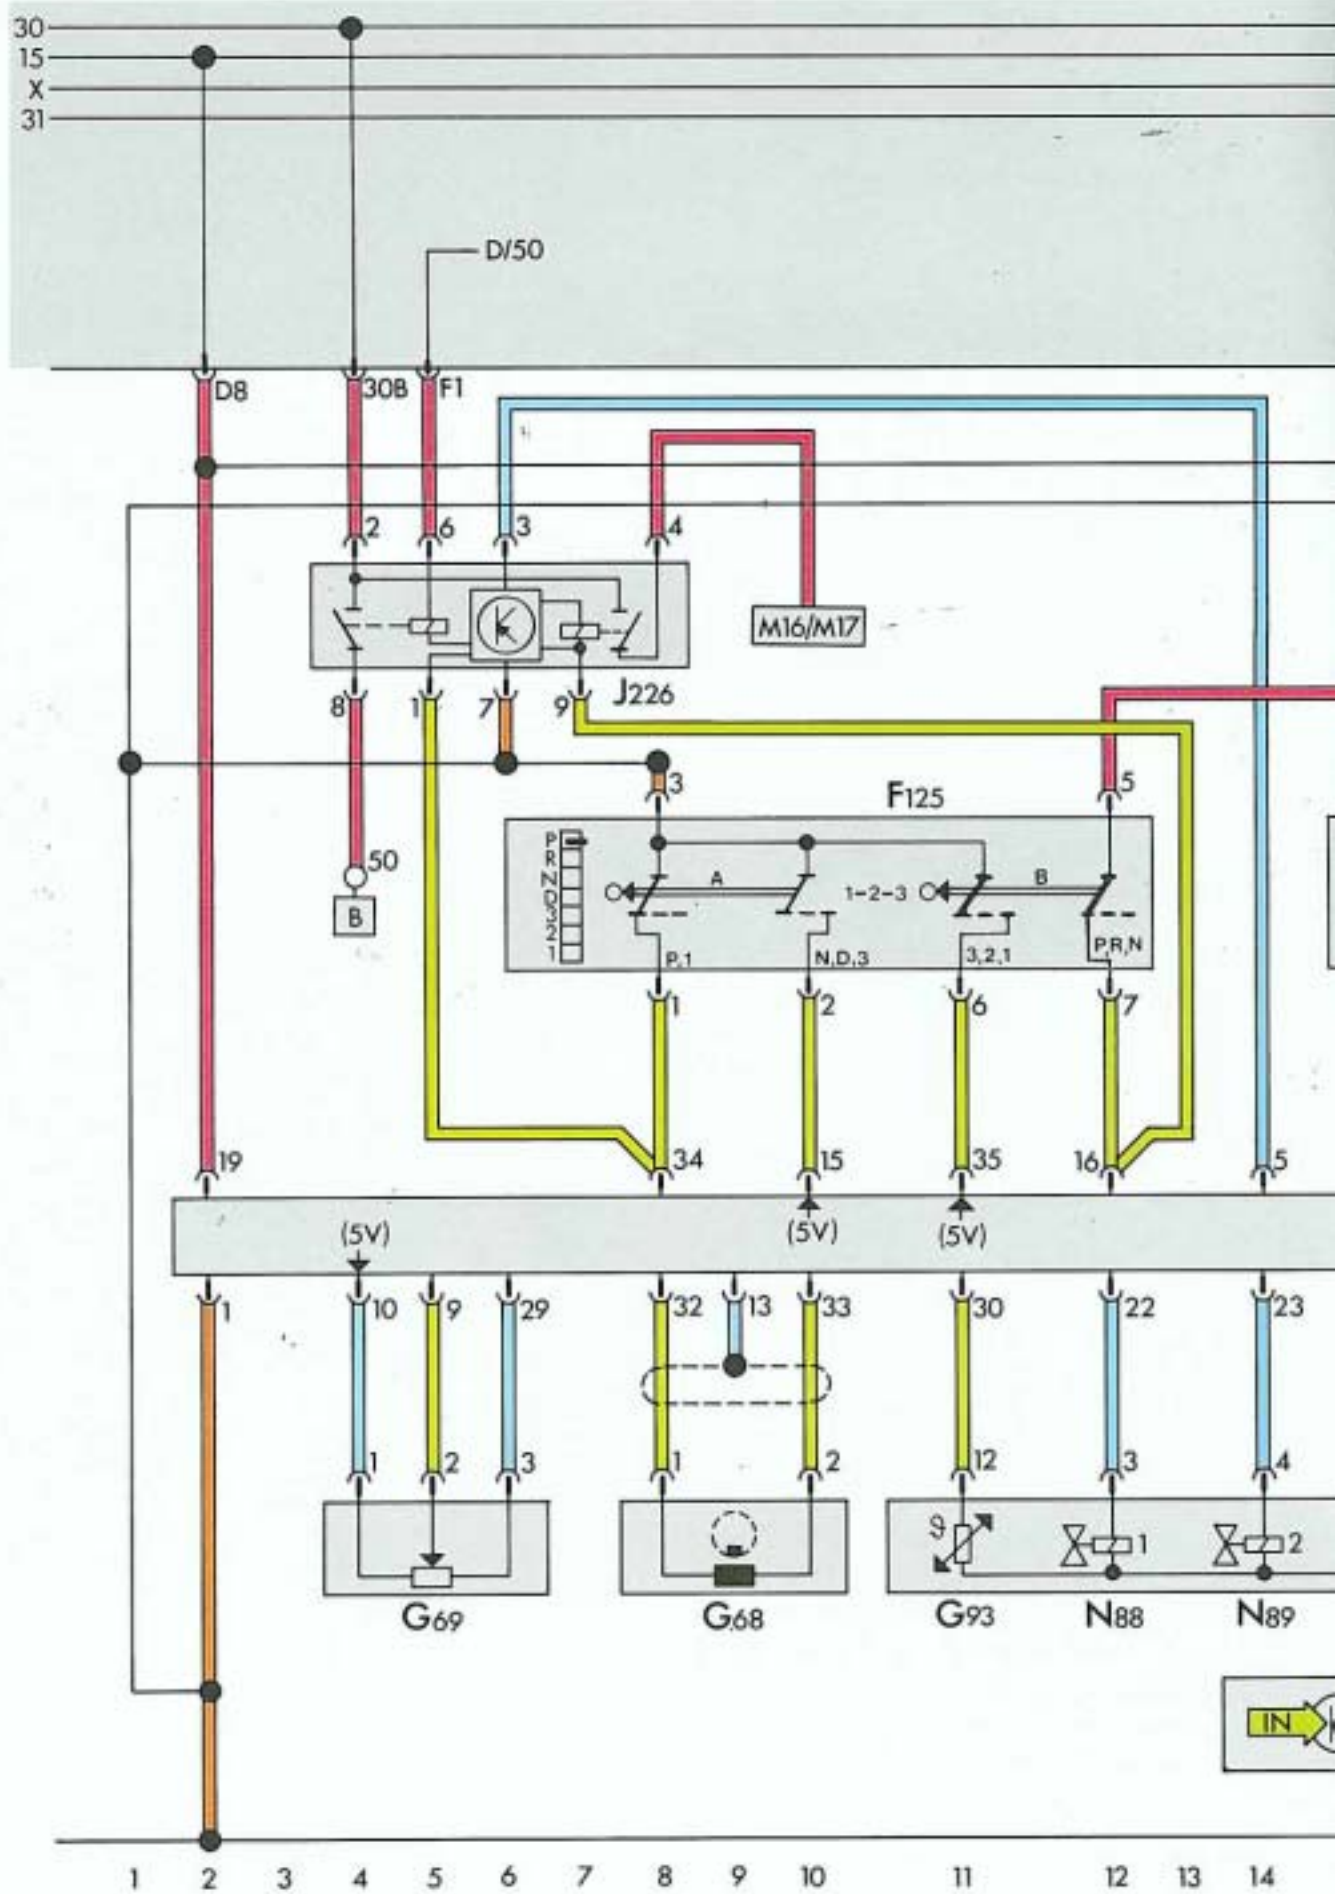 30
15
X
31
D/50
D8
30B
F1
2
6
3
4
M16/M17
J226
8
1
7
9
3
5
F125
50
B
P
R
N
D
3
2
1
A
1-2-3
B
P,1
N,D,3
3,2,1
P,R,N
1
2
6
7
19
34
15
35
16
5
(5V)
(5V)
(5V)
1
10
9
29
32
13
33
30
22
23
1
2
3
1
2
12
3
4
ϑ
1
2
G69
G68
G93
N88
N89
IN
1 2 3 4 5 6 7 8 9 10 11 12 13 14